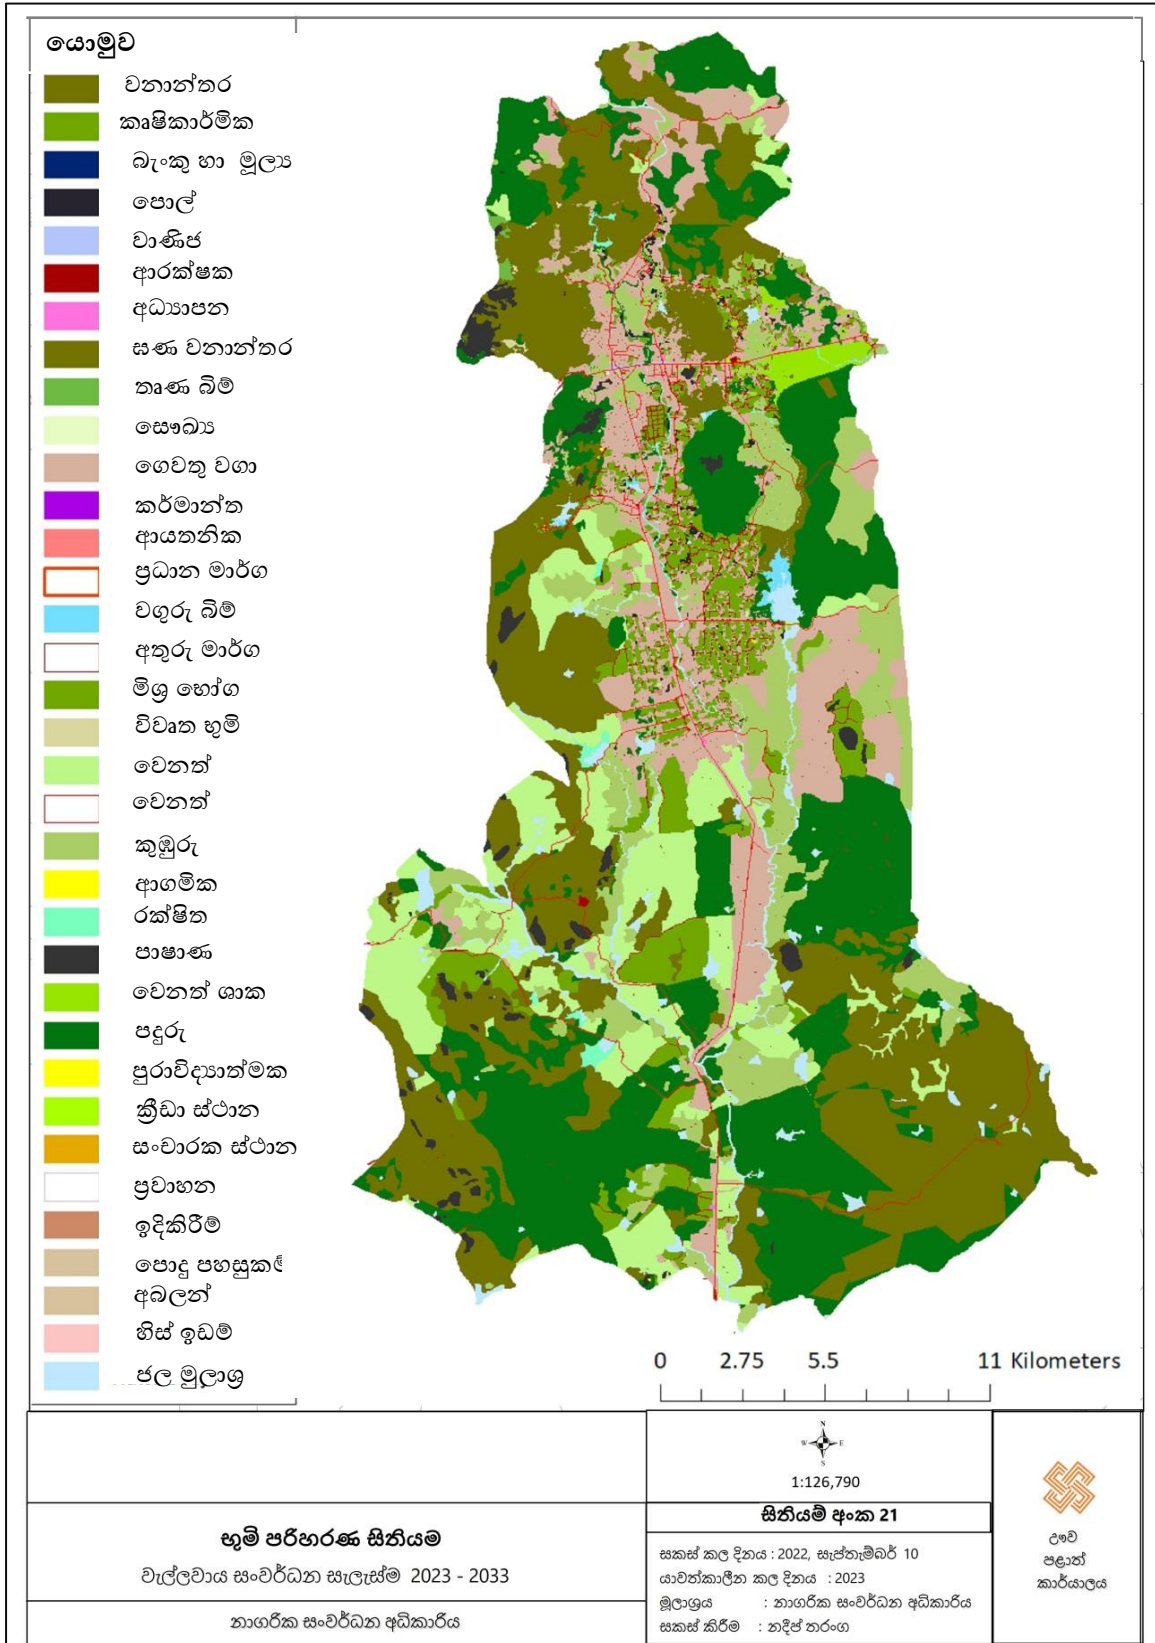 යොමුව
වනාන්තර
කෘෂිකාර්මික
බැංකු හා මූල්‍ය
පොල්
වාණිජ
ආරක්ෂක
අධ්‍යාපන
ඝණ වනාන්තර
තෘණ බිම්
සෞඛ්‍ය
ගෙවතු වගා
කර්මාන්ත
ආයතනික
ප්‍රධාන මාර්ග
වගුරු බිම්
අතුරු මාර්ග
මිශ්‍ර භෝග
විවෘත භූමි
වෙනත්
වෙනත්
කුඹුරු
ආගමික
රක්ෂිත
පාෂාණ
වෙනත් ශාක
පදුරු
පුරාවිද්‍යාත්මක
ක්‍රීඩා ස්ථාන
සංචාරක ස්ථාන
ප්‍රවාහන
ඉදිකිරීම්
පොදු
අබලන්
හිස් ඉඩම්
ජල මුලාශ්‍ර
0 2.75 5.5 11 Kilometers
N
W E
S
1:126,790
සිතියම් අංක 21
භූමි පරිහරණ සිතියම
වැල්ලවාය සංවර්ධන සැලැස්ම 2023 - 2033
නාගරික සංවර්ධන අධිකාරිය
සකස් කල දිනය : 2022, සැප්තැම්බර් 10
යාවත්කාලීන කල දිනය : 2023
මූලාශ්‍රය : නාගරික සංවර්ධන අධිකාරිය
සකස් කිරීම : නදීප් තරංග
ඌව
පළාත්
කාර්යාලය